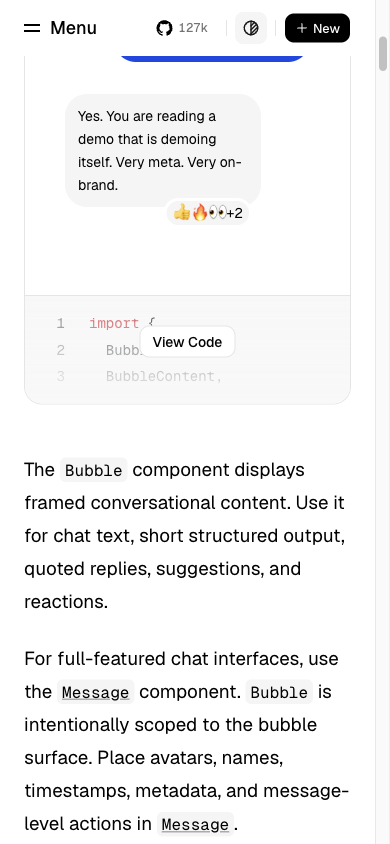 Menu
127k
New
Yes. You are reading a
demo that is demoing
itself. Very meta. Very on-
brand.
👍🔥👀+2
1 import {
View Code
2
3 BubbleContent,
The Bubble component displays
framed conversational content. Use it
for chat text, short structured output,
quoted replies, suggestions, and
reactions.
For full-featured chat interfaces, use
the Message component. Bubble is
intentionally scoped to the bubble
surface. Place avatars, names,
timestamps, metadata, and message-
level actions in Message.